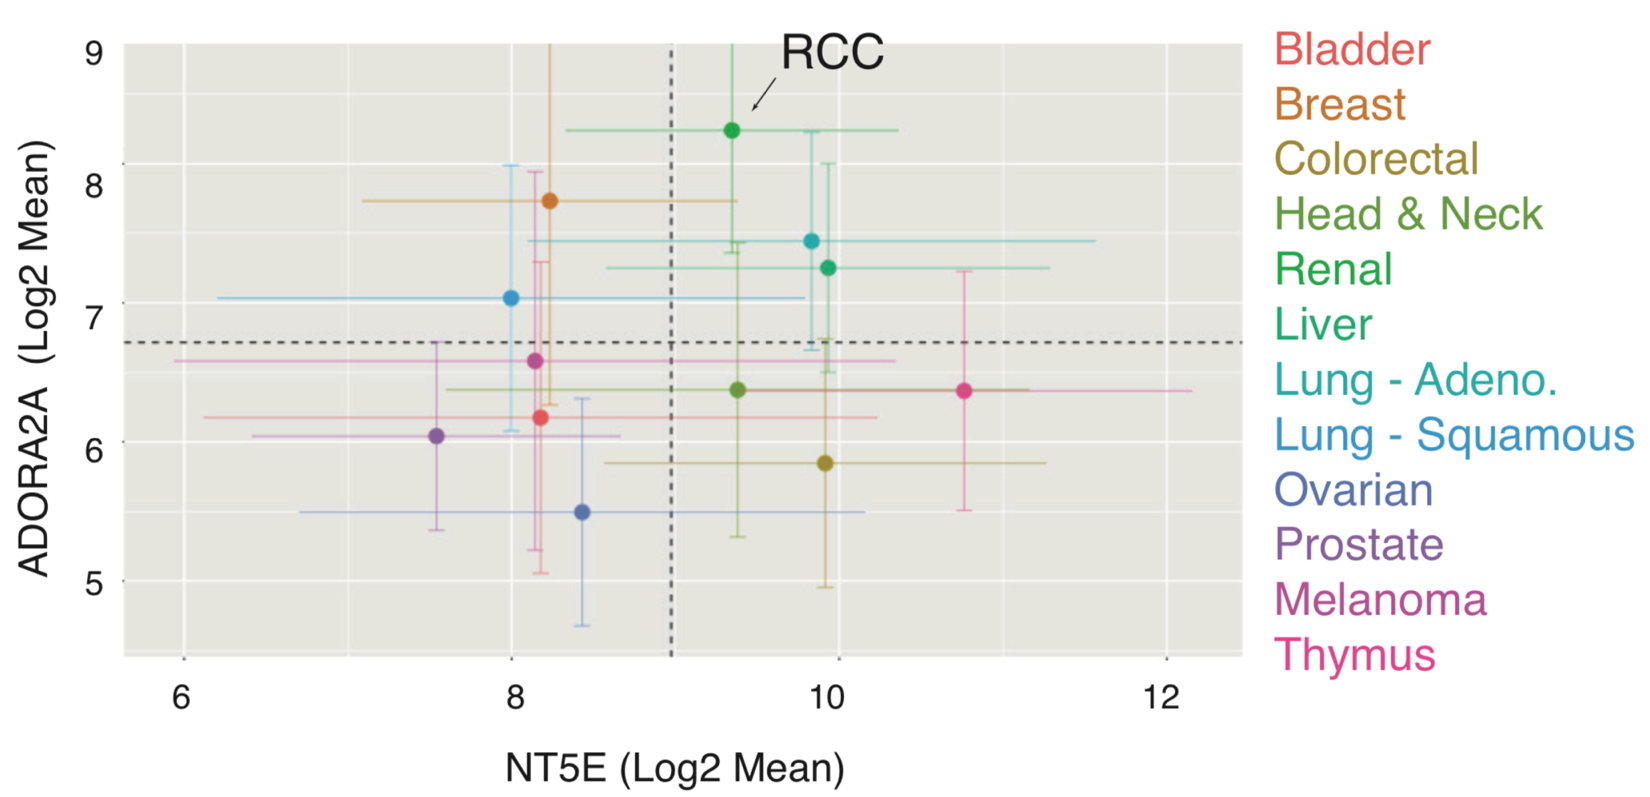 RCC
ADORA2A (Log2 Mean)
9
8
7
6
5
6 8 10 12
NT5E (Log2 Mean)
Bladder
Breast
Colorectal
Head & Neck
Renal
Liver
Lung - Adeno.
Lung - Squamous
Ovarian
Prostate
Melanoma
Thymus